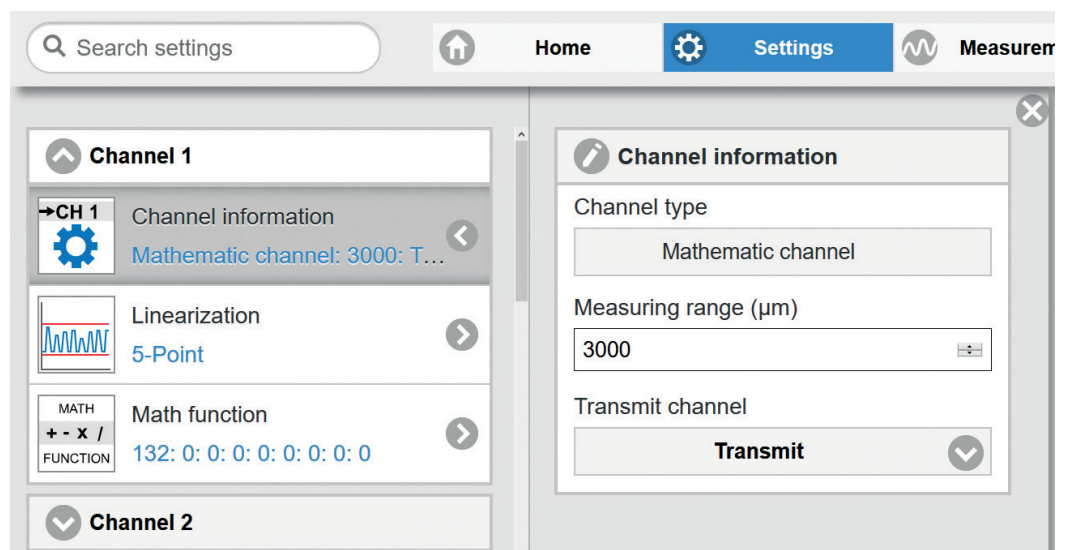 Search settings
Home
Settings
Measurem
Channel 1
→CH 1
Channel information
Mathematic channel: 3000: T...
Linearization
5-Point
MATH
+ - x /
FUNCTION
Math function
132: 0: 0: 0: 0: 0: 0: 0: 0
Channel 2
Channel information
Channel type
Mathematic channel
Measuring range (µm)
3000
Transmit channel
Transmit